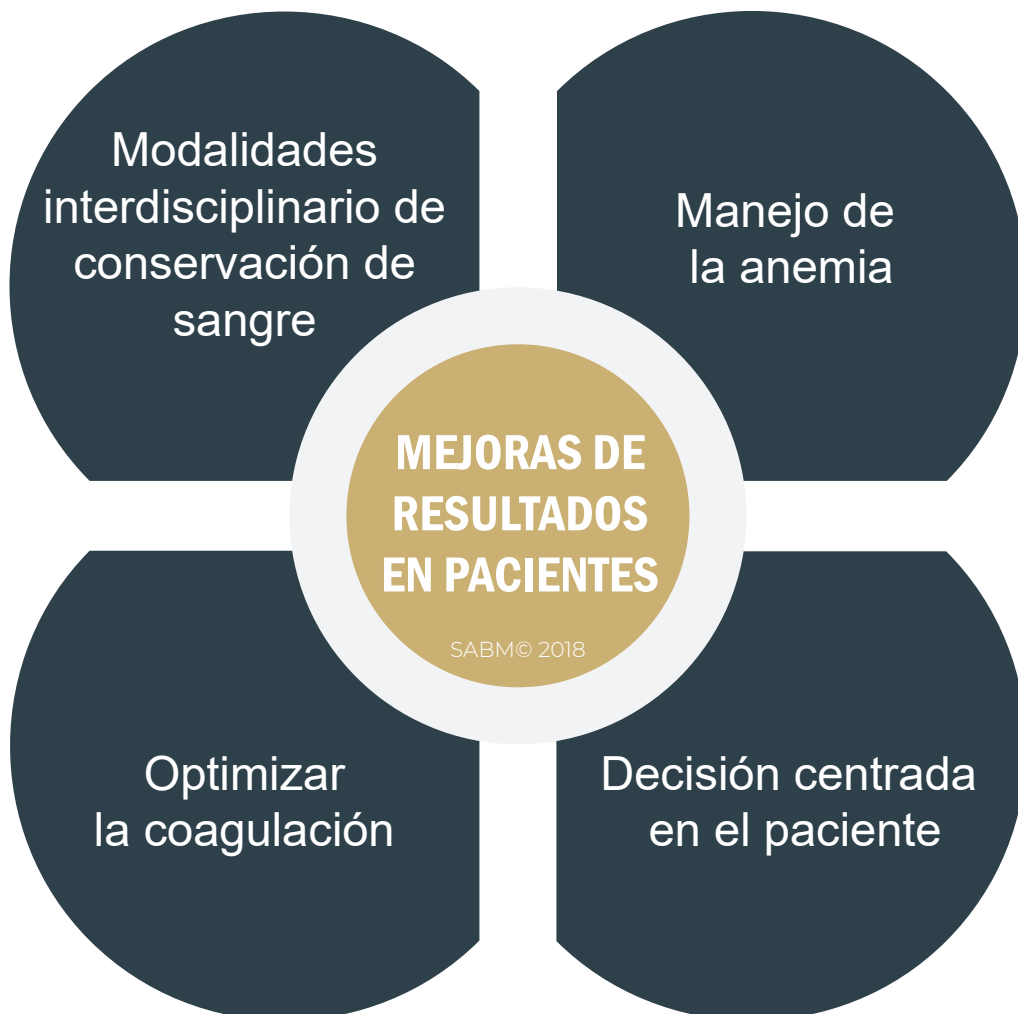 Modalidades
interdisciplinario de
conservación de
sangre
Manejo de
la anemia
MEJORAS DE
RESULTADOS
EN PACIENTES
SABM© 2018
Optimizar
la coagulación
Decisión centrada
en el paciente